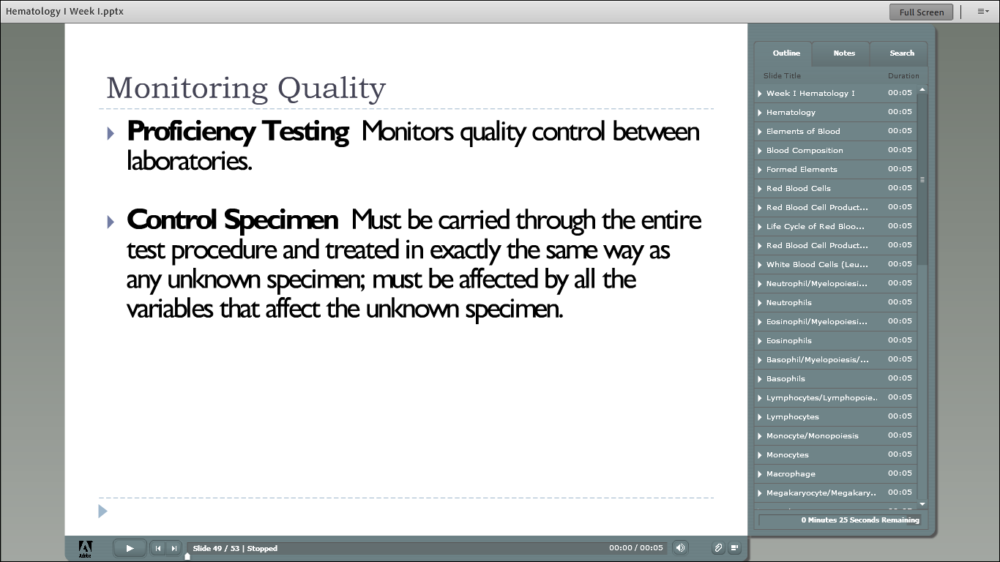 Hematology I Week I.pptx
Full Screen
Monitoring Quality
Proficiency Testing Monitors quality control between
laboratories.
Control Specimen Must be carried through the entire
test procedure and treated in exactly the same way as
any unknown specimen; must be affected by all the
variables that affect the unknown specimen.
Outline Notes Search
Slide Title Duration
Week I Hematology I 00:05
Hematology 00:05
Elements of Blood 00:05
Blood Composition 00:05
Formed Elements 00:05
Red Blood Cells 00:05
Red Blood Cell Product... 00:05
Life Cycle of Red Bloo... 00:05
Red Blood Cell Product... 00:05
White Blood Cells (Leu... 00:05
Neutrophil/Myelopoiesi... 00:05
Neutrophils 00:05
Eosinophil/Myelopoiesi... 00:05
Eosinophils 00:05
Basophil/Myelopoiesis/... 00:05
Basophils 00:05
Lymphocytes/Lymphopoie.. 00:05
Lymphocytes 00:05
Monocyte/Monopoiesis 00:05
Monocytes 00:05
Macrophage 00:05
Megakaryocyte/Megakary.. 00:05
0 Minutes 25 Seconds Remaining
Adobe
Slide 49 / 53 | Stopped
00:00 / 00:05